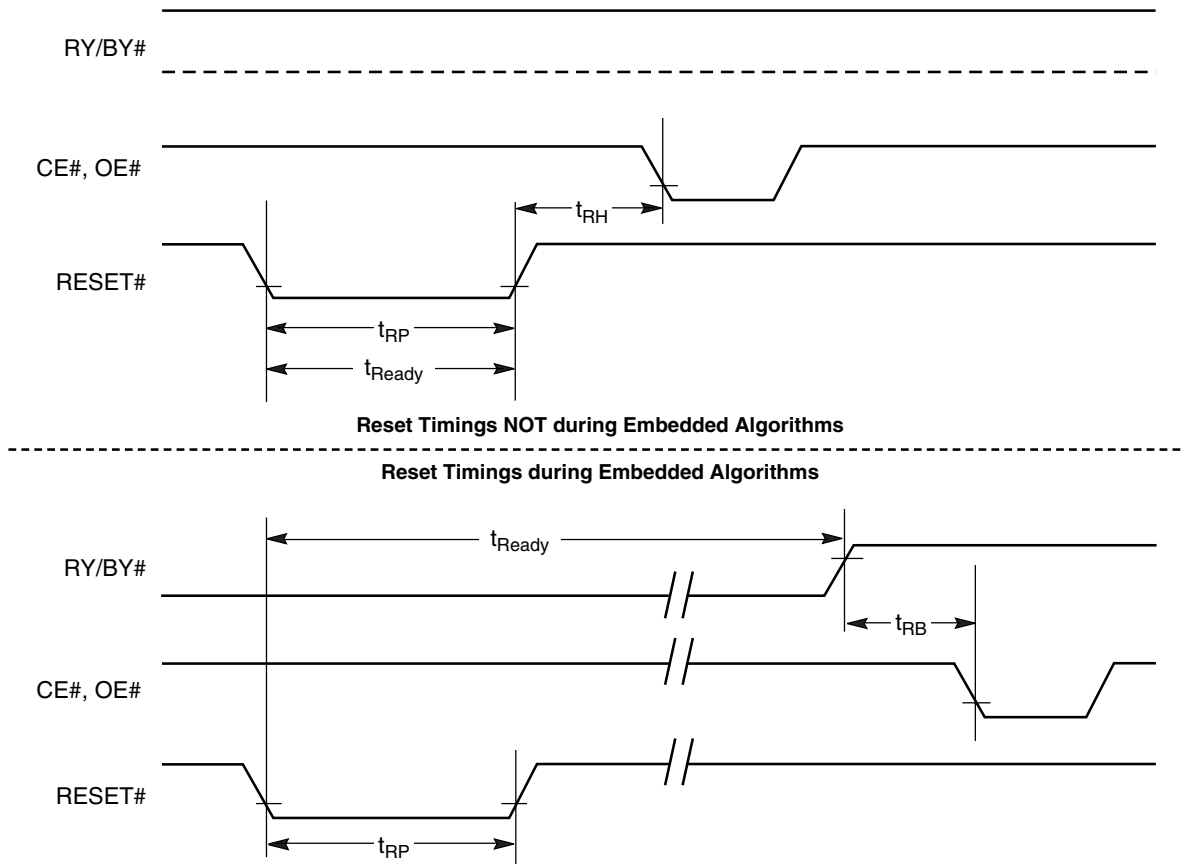 RY/BY#
CE#, OE#
tRH
RESET#
tRP
tReady
Reset Timings NOT during Embedded Algorithms
Reset Timings during Embedded Algorithms
tReady
RY/BY#
tRB
CE#, OE#
RESET#
tRP